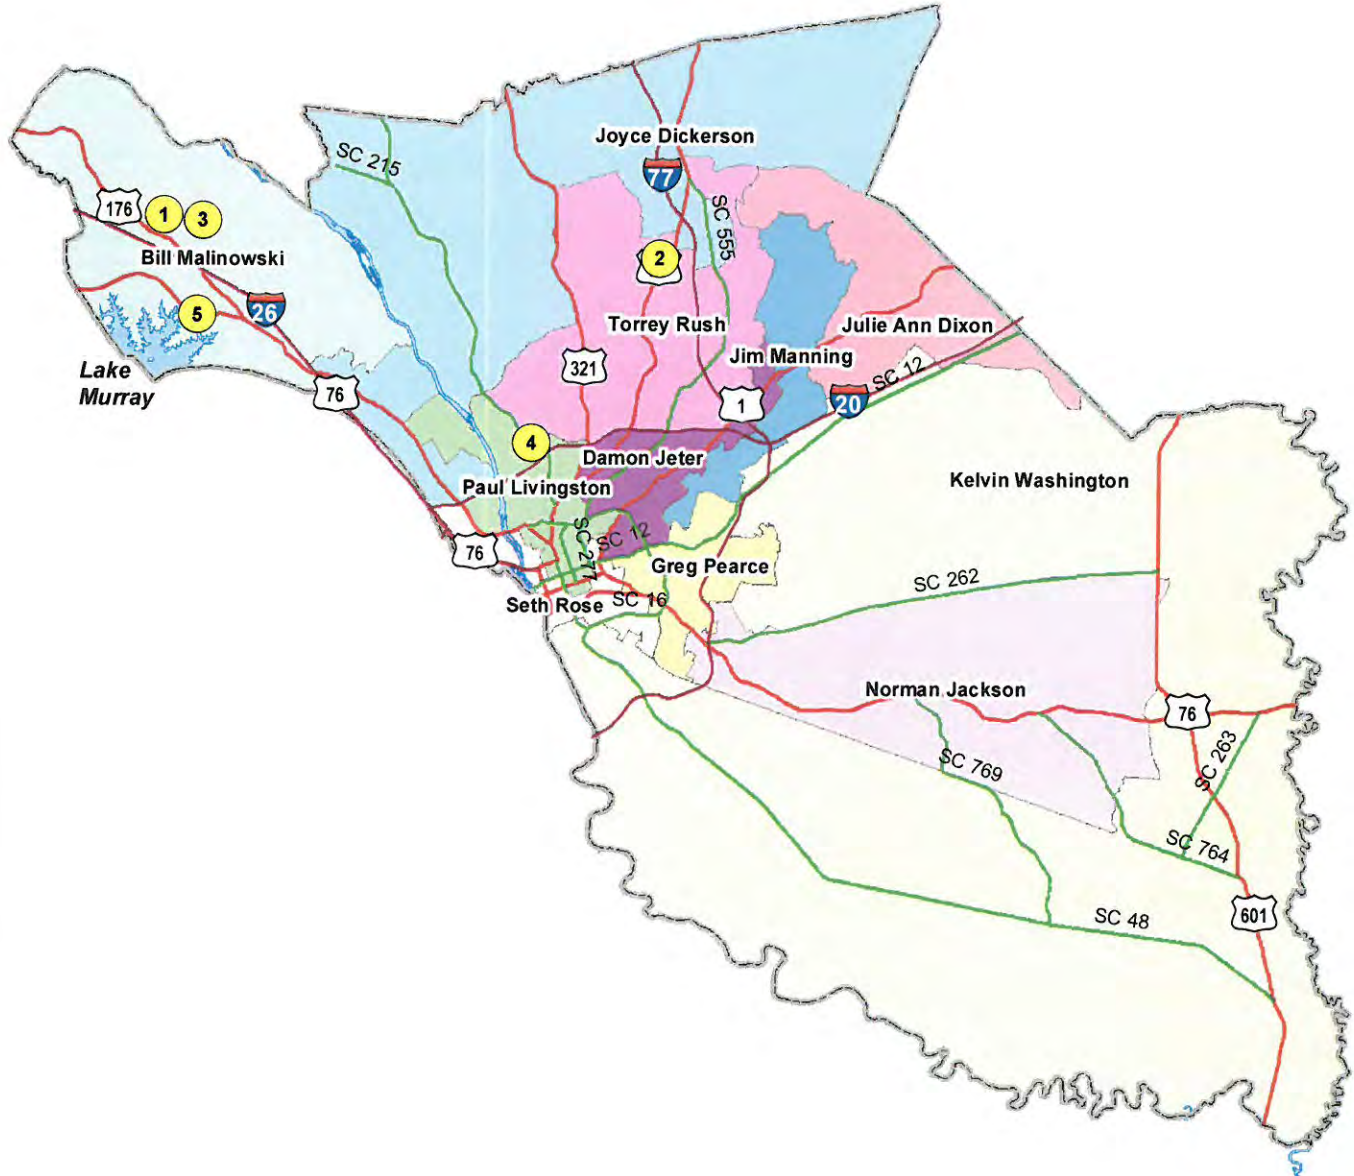 Joyce Dickerson
SC 215
77
176
1
3
SC 555
Bill Malinowski
2
26
5
Torrey Rush
Julie Ann Dixon
Jim Manning
Lake
Murray
321
SC 12
76
1
20
4
Damon Jeter
Kelvin Washington
Paul Livingston
SC 277
SC 12
76
Greg Pearce
SC 262
Seth Rose
SC 16
Norman Jackson
76
SC 263
SC 769
SC 764
601
SC 48